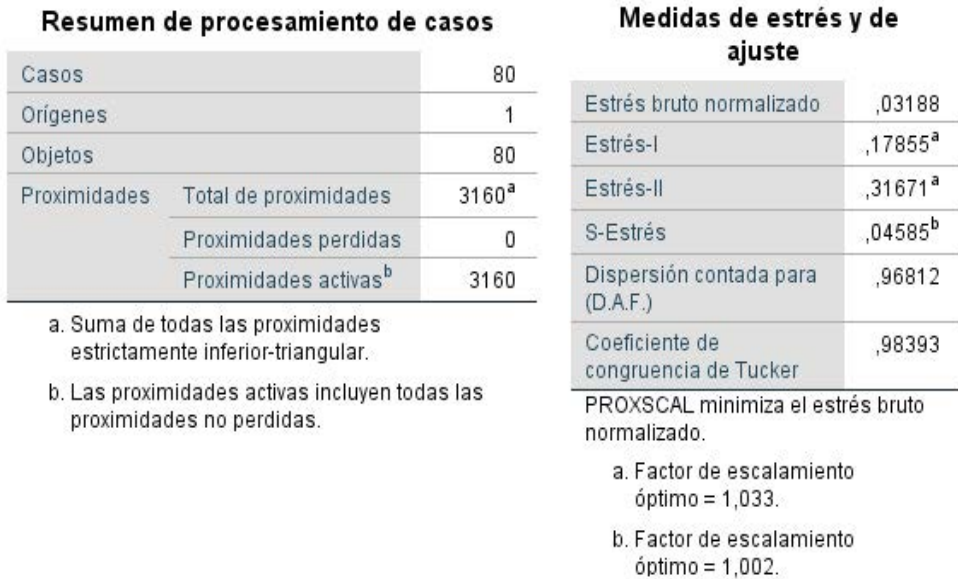 Resumen de procesamiento de casos
Casos 80
Orígenes 1
Objetos 80
Proximidades Total de proximidades 3160a
Proximidades perdidas 0
Proximidades activasb 3160
a. Suma de todas las proximidades
estrictamente inferior-triangular.
b. Las proximidades activas incluyen todas las
proximidades no perdidas.
Medidas de estrés y de
ajuste
Estrés bruto normalizado ,03188
Estrés-I ,17855a
Estrés-II ,31671a
S-Estrés ,04585b
Dispersión contada para ,96812
(D.A.F.)
Coeficiente de ,98393
congruencia de Tucker
PROXSCAL minimiza el estrés bruto
normalizado.
a. Factor de escalamiento
óptimo = 1,033.
b. Factor de escalamiento
óptimo = 1,002.